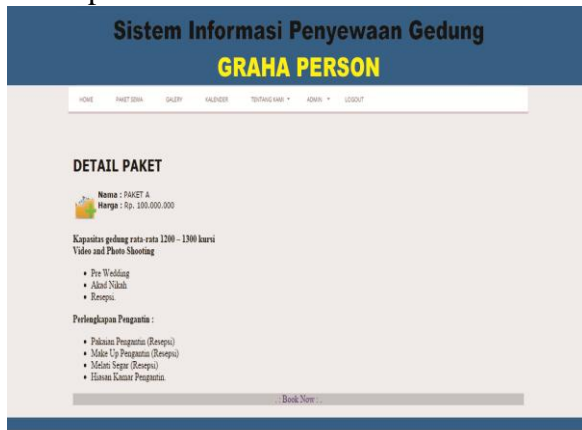 Sistem Informasi Penyewaan Gedung
GRAHA PERSON
HOME PAKET SEWA GALERY KALENDER TENTANG KAMI ADMIN LOGOUT
DETAIL PAKET
Nama : PAKET A
Harga : Rp. 100.000.000
Kapasitas gedung rata-rata 1200 – 1300 kursi
Video and Photo Shooting
• Pre Wedding
• Akad Nikah
• Resepsi.
Perlengkapan Pengantin :
• Pakaian Pengantin (Resepsi)
• Make Up Pengantin (Resepsi)
• Melati Segar (Resepsi)
• Hiasan Kamar Pengantin.
. : Book Now : .